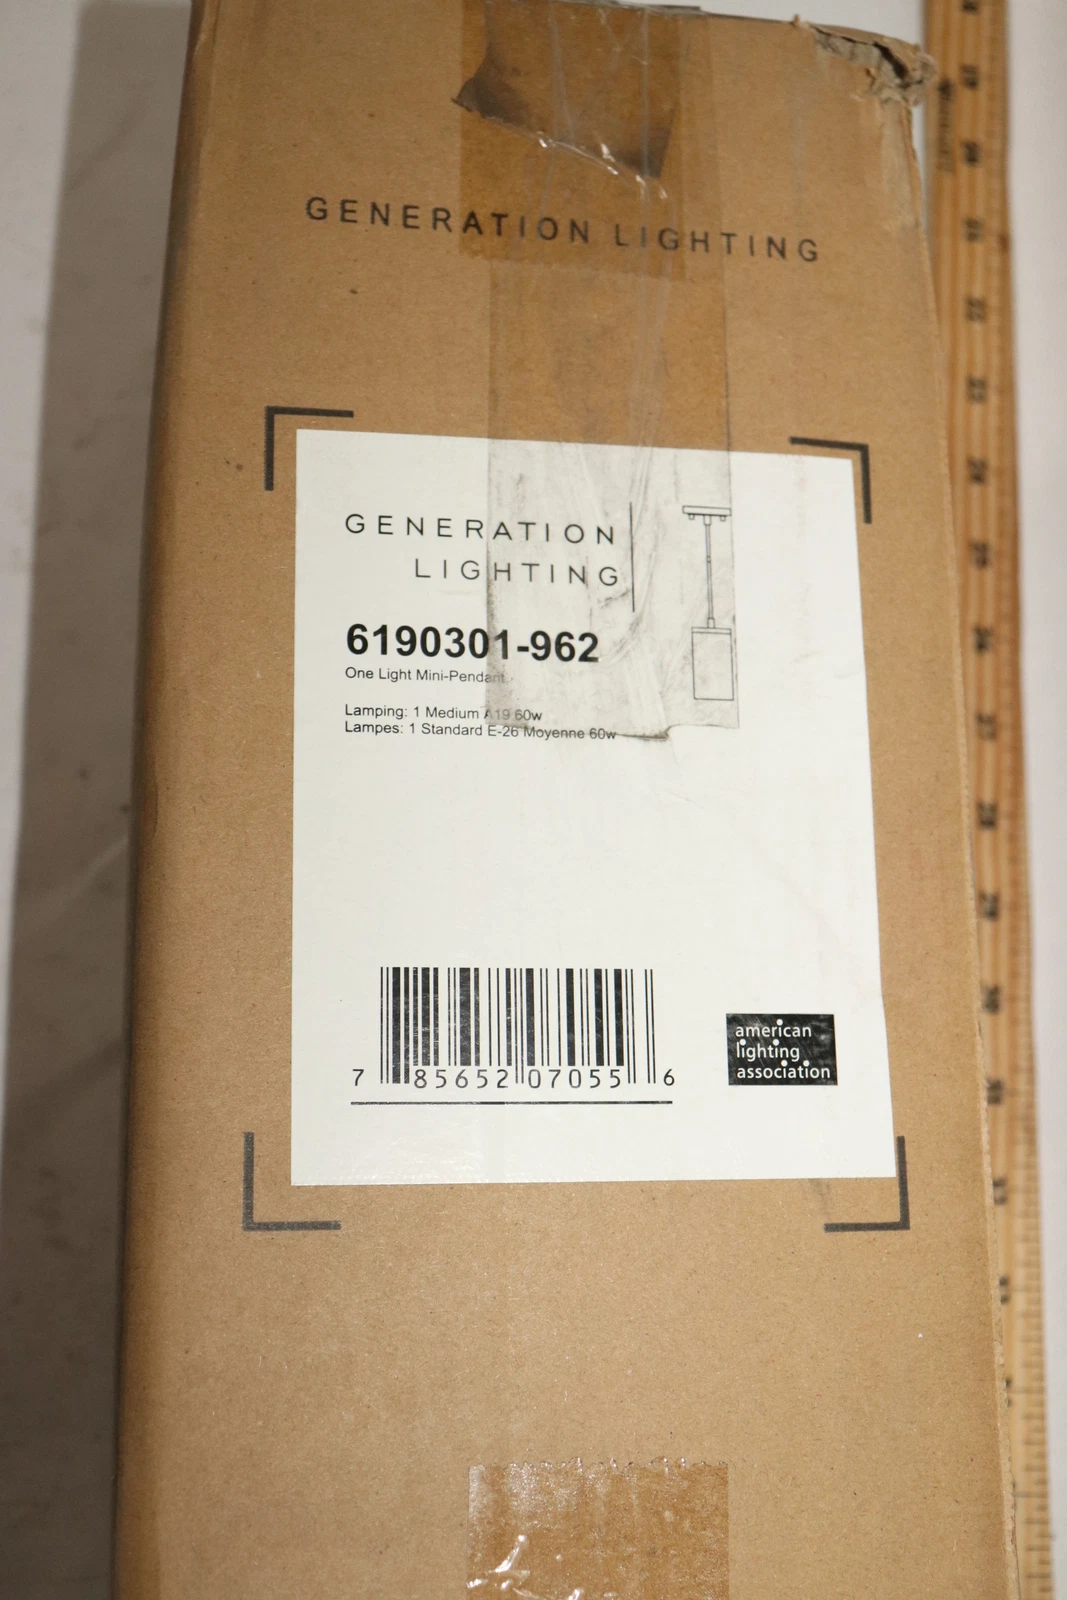 GENERATION LIGHTING
GENERATION
LIGHTING
6190301-962
One Light Mini-Pendant
Lamping: 1 Medium A19 60w
Lampes: 1 Standard E-26 Moyenne 60w
7 85652 07055 6
american
lighting
association